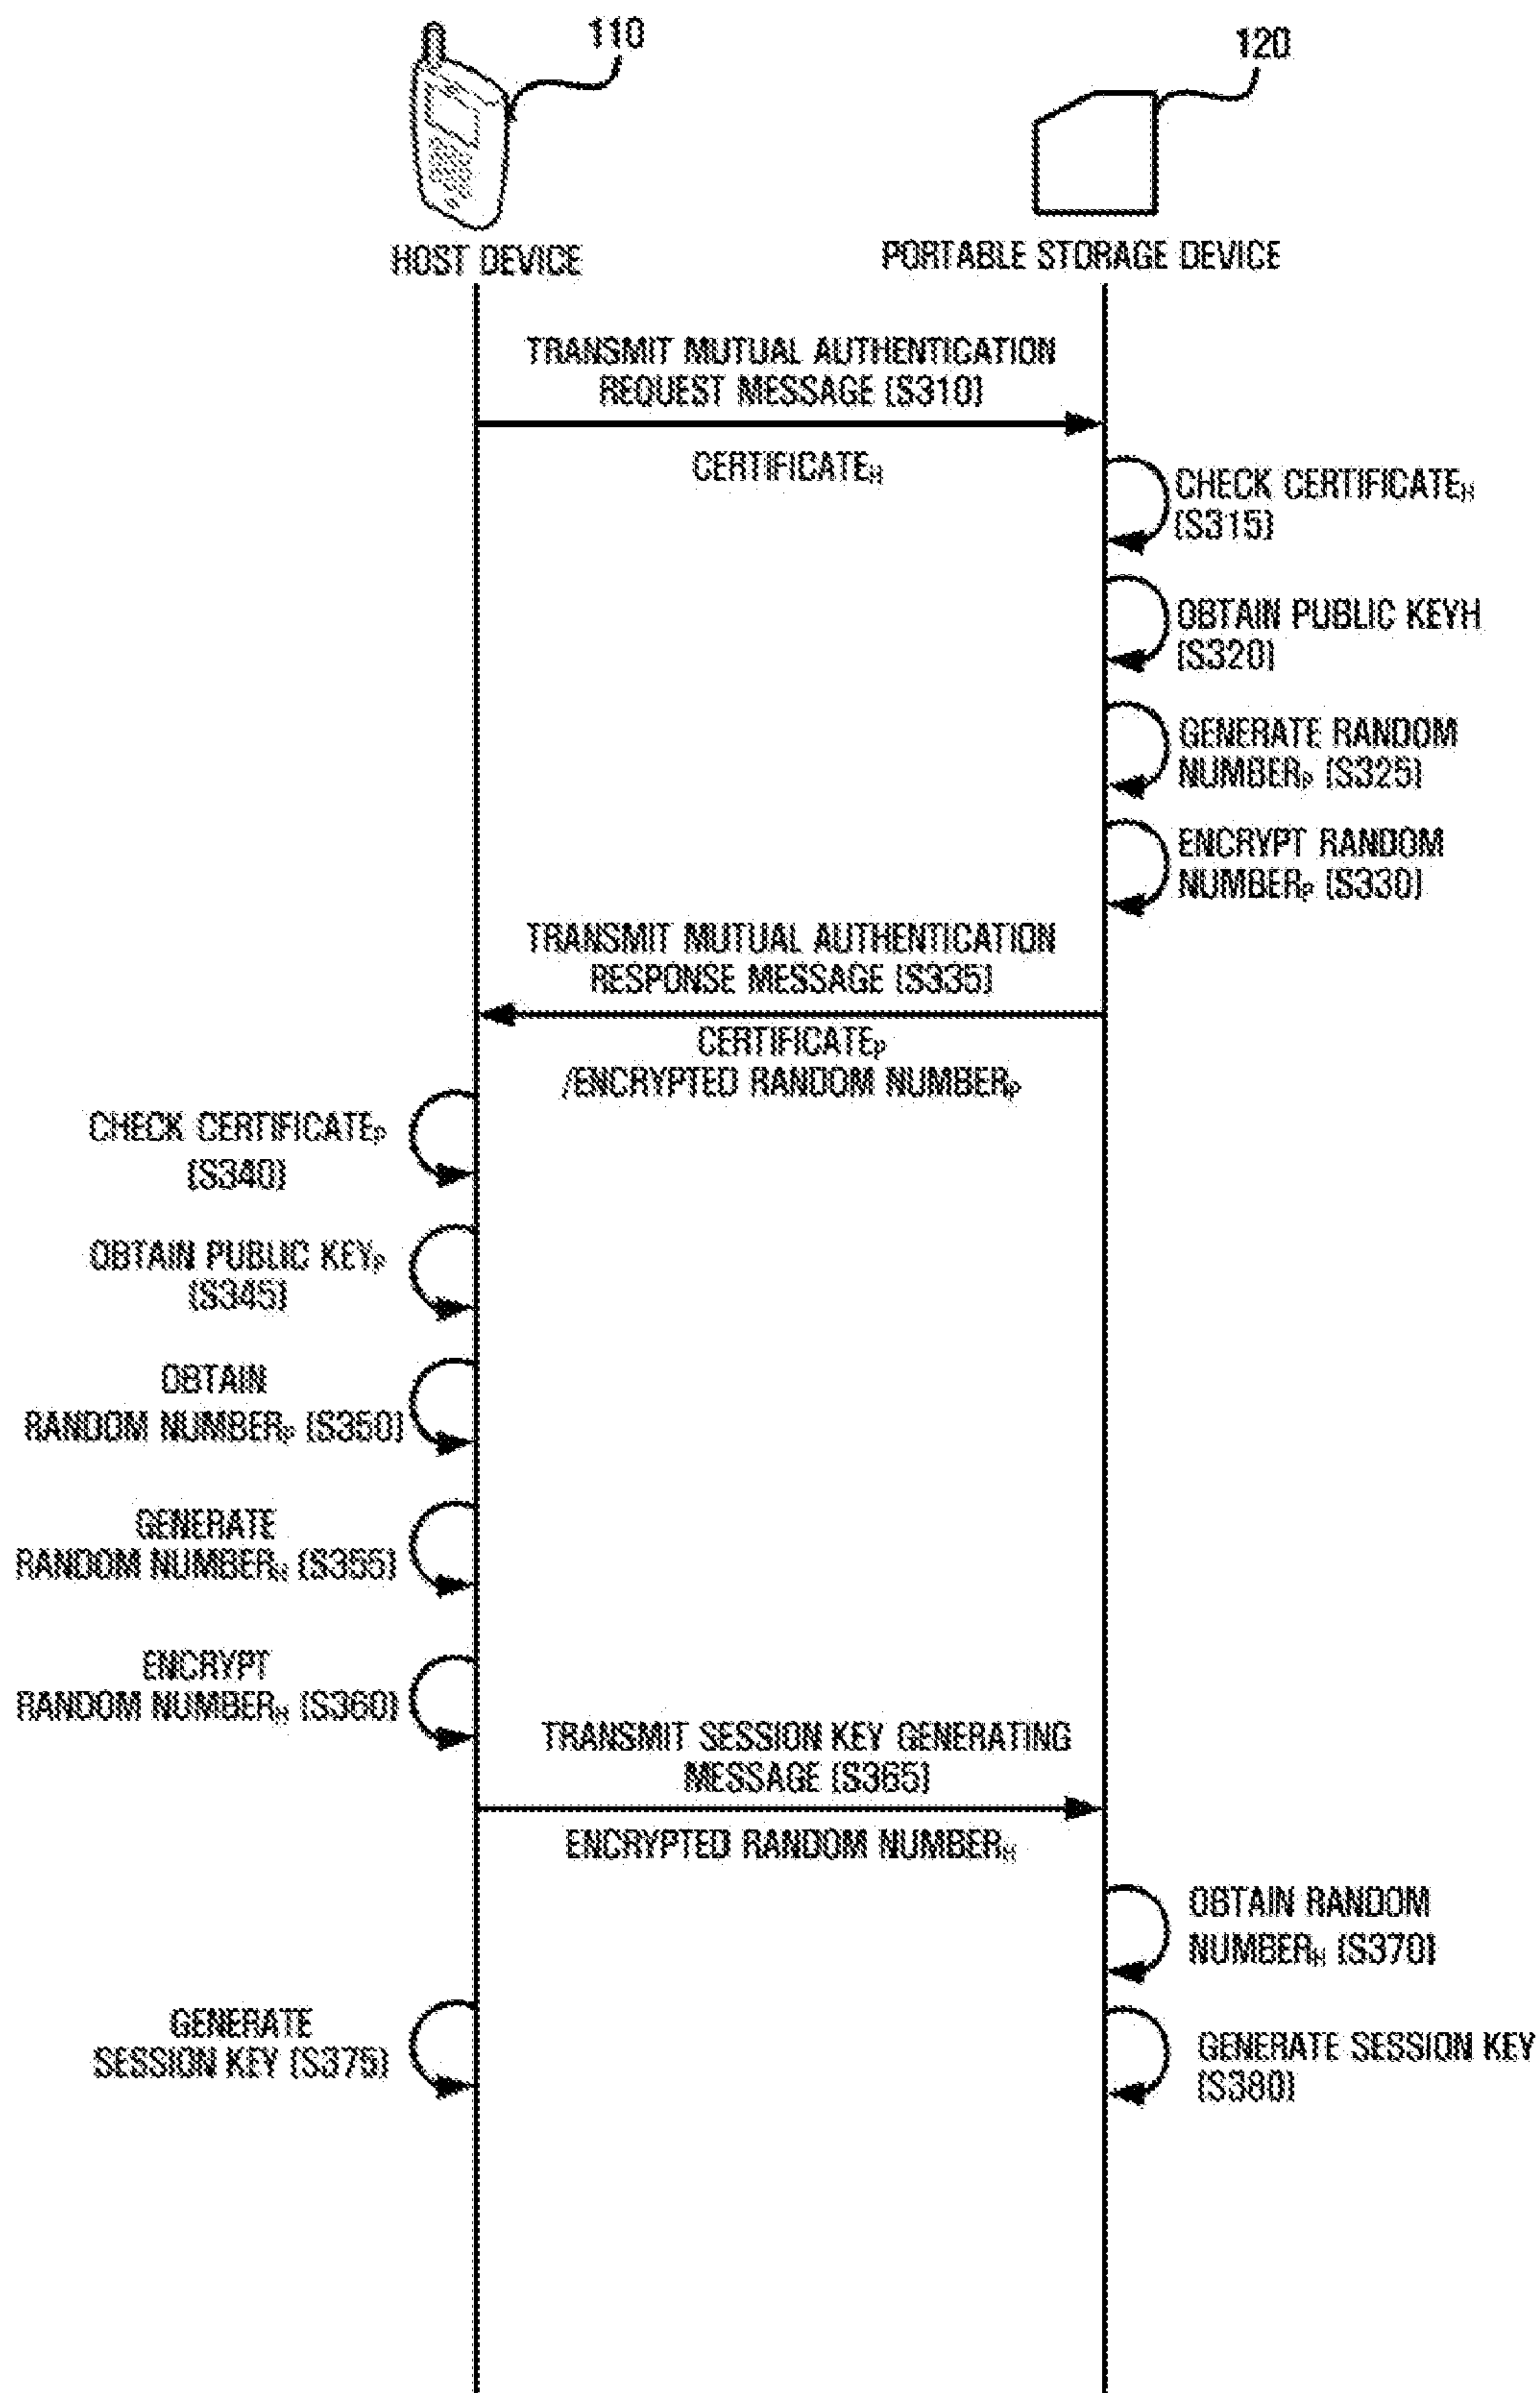 110
120
HOST DEVICE
PORTABLE STORAGE DEVICE
TRANSMIT MUTUAL AUTHENTICATION
REQUEST MESSAGE (S310)
CERTIFICATEH
CHECK CERTIFICATEH
(S315)
OBTAIN PUBLIC KEYH
(S320)
GENERATE RANDOM
NUMBERP (S325)
ENCRYPT RANDOM
NUMBERP (S330)
TRANSMIT MUTUAL AUTHENTICATION
RESPONSE MESSAGE (S335)
CERTIFICATEP
/ENCRYPTED RANDOM NUMBERP
CHECK CERTIFICATEP
(S340)
OBTAIN PUBLIC KEYP
(S345)
OBTAIN
RANDOM NUMBERP (S350)
GENERATE
RANDOM NUMBERH (S355)
ENCRYPT
RANDOM NUMBERH (S360)
TRANSMIT SESSION KEY GENERATING
MESSAGE (S365)
ENCRYPTED RANDOM NUMBERH
OBTAIN RANDOM
NUMBERH (S370)
GENERATE
SESSION KEY (S375)
GENERATE SESSION KEY
(S380)